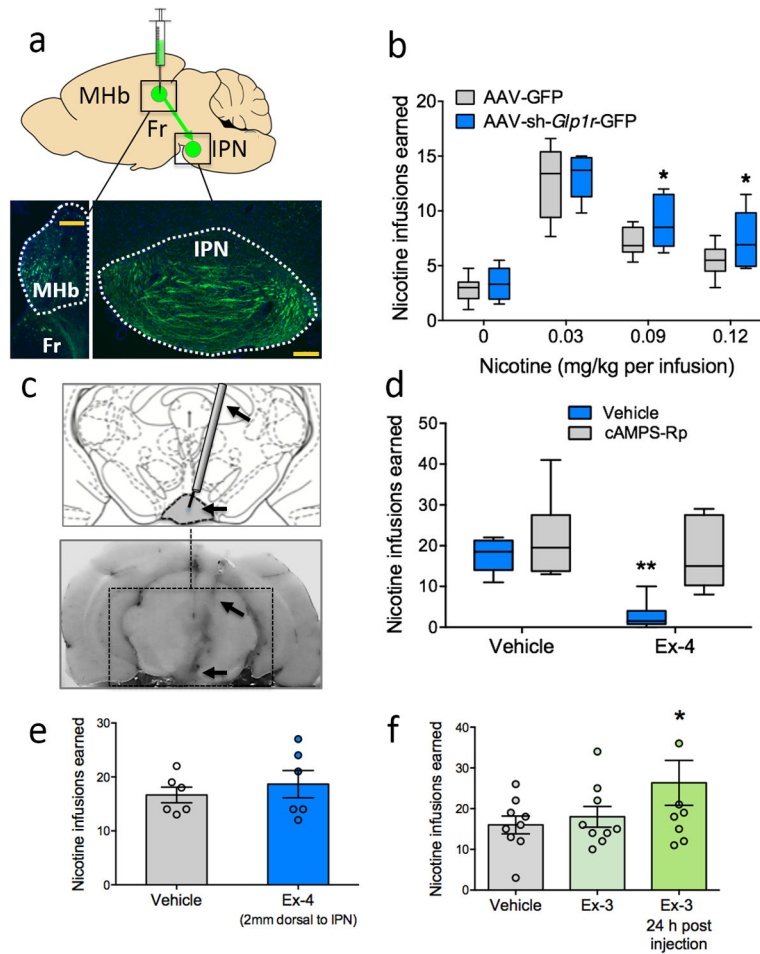 a
MHb
Fr
IPN
MHb
Fr
IPN
b
AAV-GFP
AAV-sh-Glp1r-GFP
Nicotine infusions earned
20
15
10
5
0
*
*
0
0.03
0.09
0.12
Nicotine (mg/kg per infusion)
c
d
Vehicle
cAMPS-Rp
Nicotine infusions earned
50
40
30
20
10
0
**
Vehicle
Ex-4
e
Nicotine infusions earned
30
20
10
0
Vehicle
Ex-4
(2mm dorsal to IPN)
f
Nicotine infusions earned
40
30
20
10
0
*
Vehicle
Ex-3
Ex-3
24 h post
injection